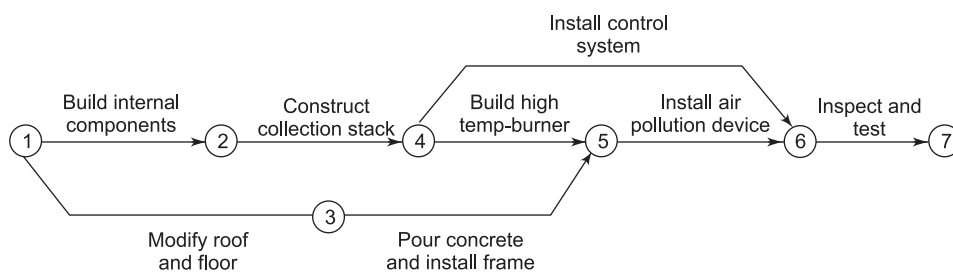 Install control
system
Build internal
components
Construct
collection stack
Build high
temp-burner
Install air
pollution device
Inspect and
test
1
2
4
5
6
7
3
Modify roof
and floor
Pour concrete
and install frame